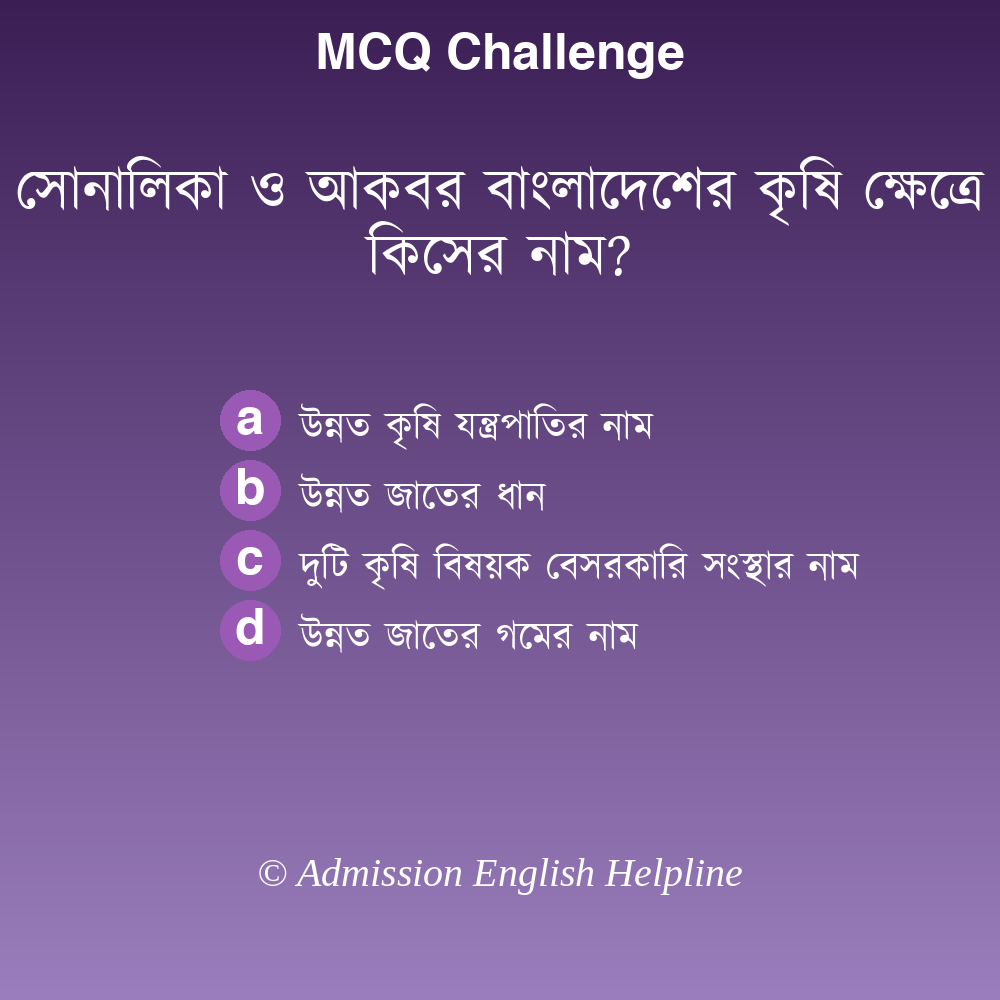 MCQ Challenge
সোনালিকা ও আকবর বাংলাদেশের কৃষি ক্ষেত্রে
কিসের নাম?
a উন্নত কৃষি যন্ত্রপাতির নাম
b উন্নত জাতের ধান
c দুটি কৃষি বিষয়ক বেসরকারি সংস্থার নাম
d উন্নত জাতের গমের নাম
© Admission English Helpline